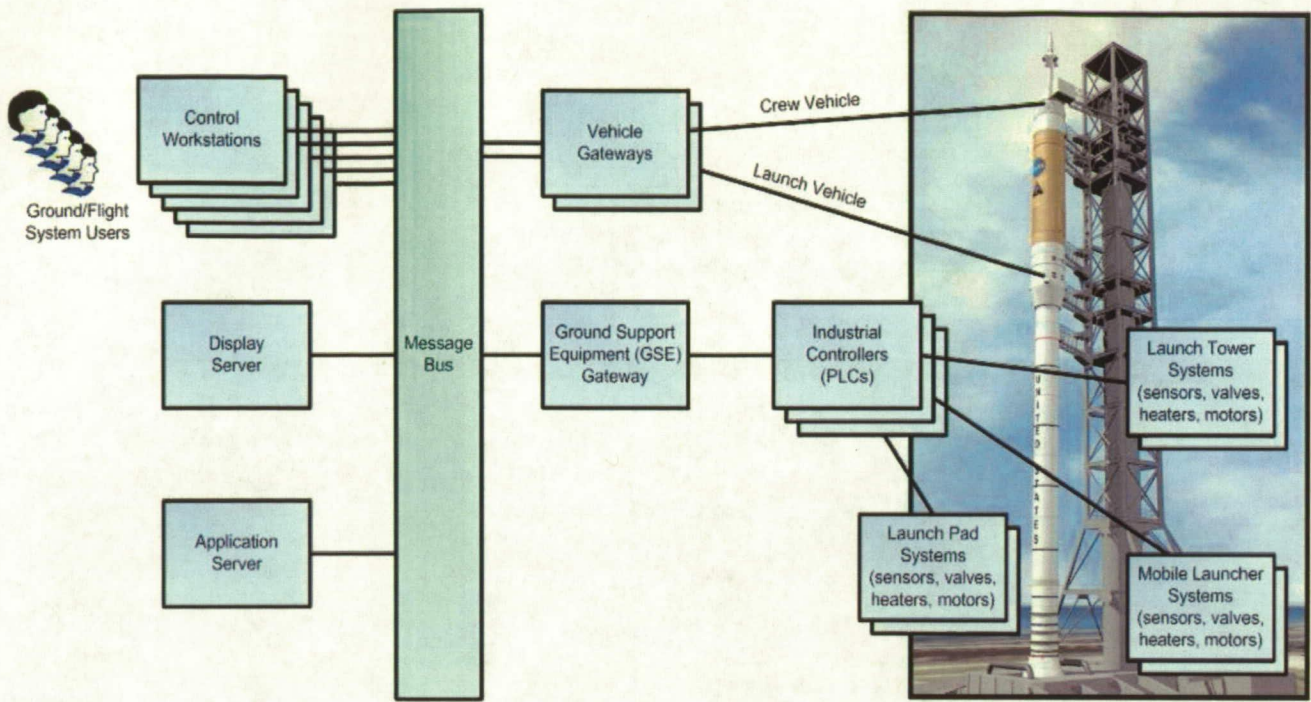 Ground/Flight
System Users
Control
Workstations
Display
Server
Application
Server
Message
Bus
Vehicle
Gateways
Crew Vehicle
Launch Vehicle
Ground Support
Equipment (GSE)
Gateway
Industrial
Controllers
(PLCs)
Launch Tower
Systems
(sensors, valves,
heaters, motors)
Launch Pad
Systems
(sensors, valves,
heaters, motors)
Mobile Launcher
Systems
(sensors, valves,
heaters, motors)
UNITED STATES